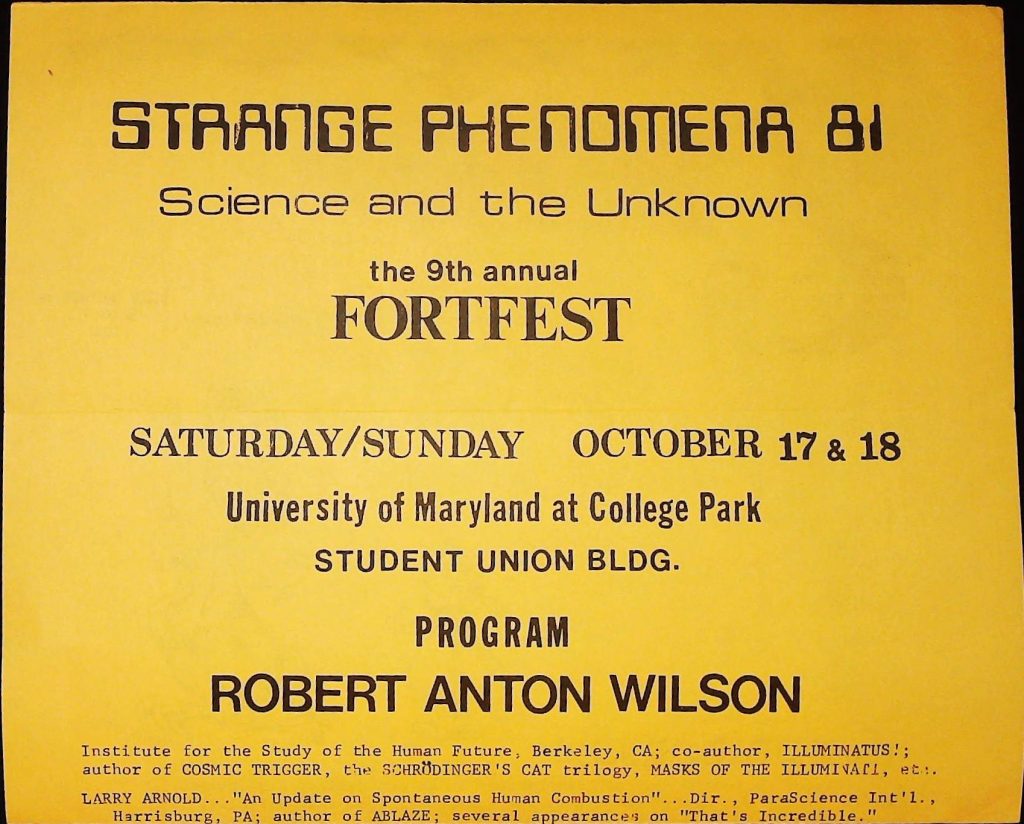 STRANGE PHENOMENA 81
Science and the Unknown
the 9th annual
FORTFEST
SATURDAY/SUNDAY OCTOBER 17 & 18
University of Maryland at College Park
STUDENT UNION BLDG.
PROGRAM
ROBERT ANTON WILSON
Institute for the Study of the Human Future, Berkeley, CA; co-author, ILLUMINATUS!;
author of COSMIC TRIGGER, the SCHRÖDINGER'S CAT trilogy, MASKS OF THE ILLUMINATI, etc.
LARRY ARNOLD..."An Update on Spontaneous Human Combustion"...Dir., ParaScience Int'l.,
Harrisburg, PA; author of ABLAZE; several appearances on "That's Incredible."